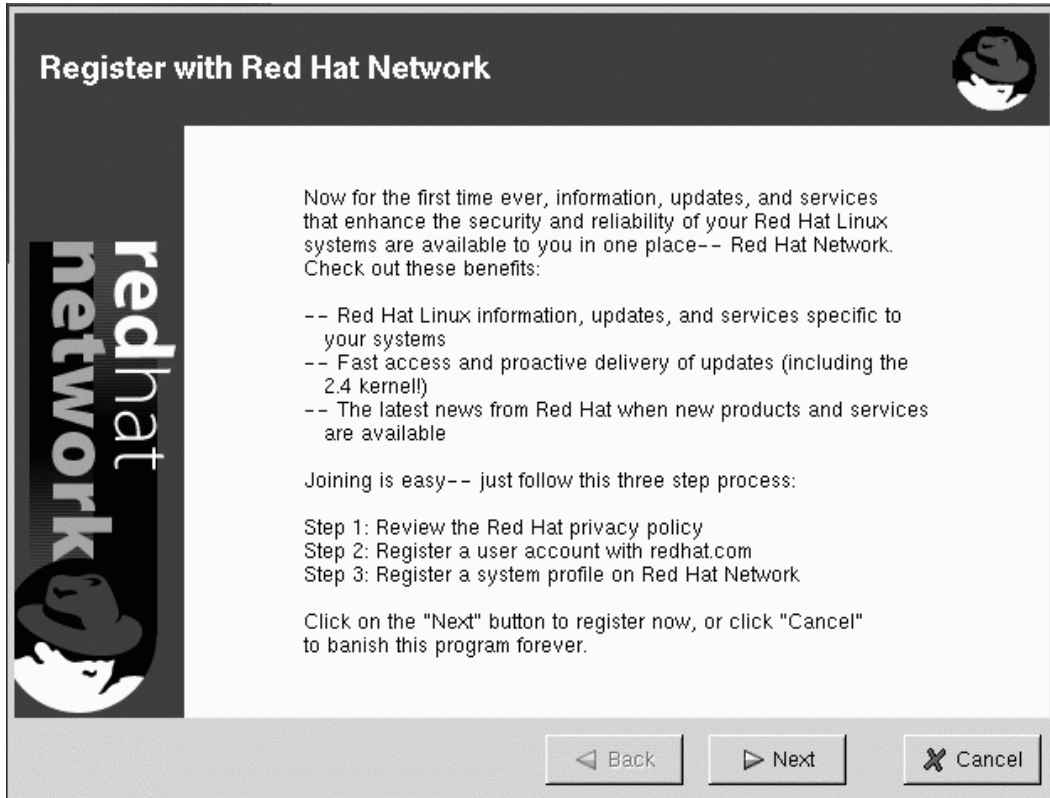 Register with Red Hat Network
redhat
network
Now for the first time ever, information, updates, and services
that enhance the security and reliability of your Red Hat Linux
systems are available to you in one place-- Red Hat Network.
Check out these benefits:
-- Red Hat Linux information, updates, and services specific to
your systems
-- Fast access and proactive delivery of updates (including the
2.4 kernel!)
-- The latest news from Red Hat when new products and services
are available
Joining is easy-- just follow this three step process:
Step 1: Review the Red Hat privacy policy
Step 2: Register a user account with redhat.com
Step 3: Register a system profile on Red Hat Network
Click on the "Next" button to register now, or click "Cancel"
to banish this program forever.
Back
Next
Cancel